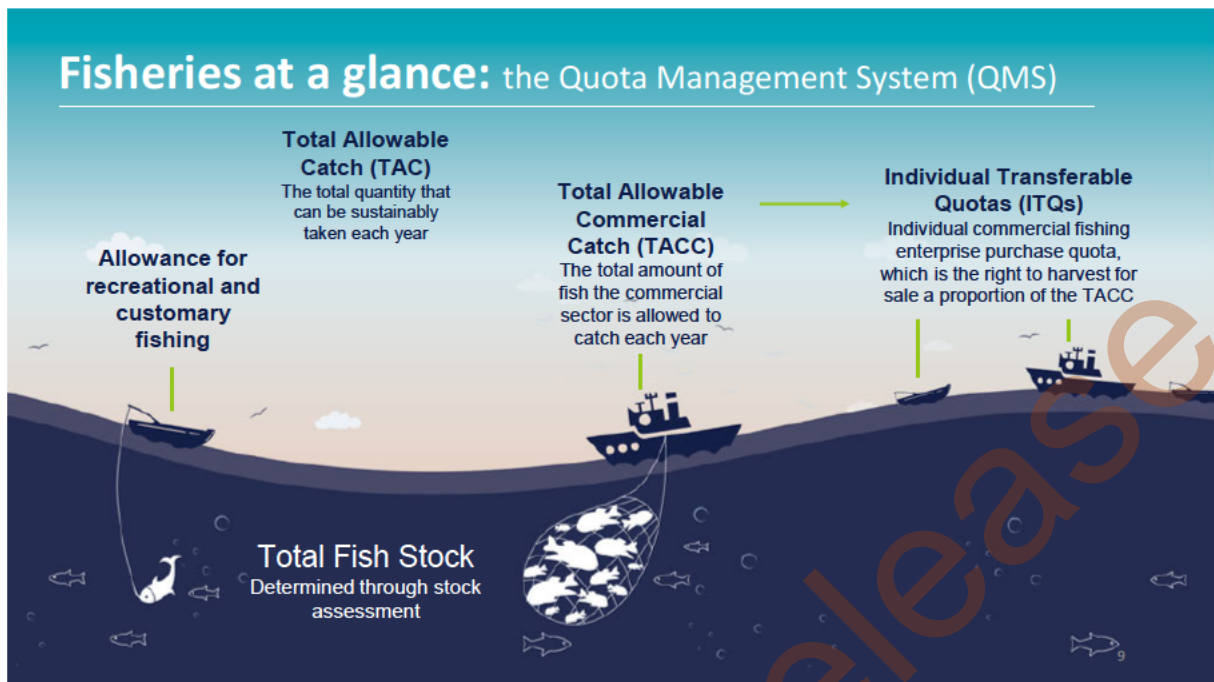 Fisheries at a glance: the Quota Management System (QMS)
Total Allowable
Catch (TAC)
The total quantity that
can be sustainably
taken each year
Allowance for
recreational and
customary
fishing
Total Allowable
Commercial
Catch (TACC)
The total amount of
fish the commercial
sector is allowed to
catch each year
Individual Transferable
Quotas (ITQs)
Individual commercial fishing
enterprise purchase quota,
which is the right to harvest for
sale a proportion of the TACC
Total Fish Stock
Determined through stock
assessment
9
elease